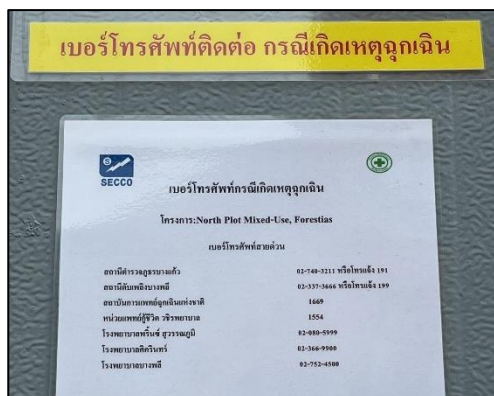 เบอร์โทรศัพท์ติดต่อ กรณีเกิดเหตุฉุกเฉิน
SECCO
เบอร์โทรศัพท์กรณีเกิดเหตุฉุกเฉิน
โครงการ:North Plot Mixed-Use, Forestias
เบอร์โทรศัพท์สายด่วน
สถานีตำรวจภูธรบางแก้ว 02-740-3211 หรือโทรแจ้ง 191
สถานีดับเพลิงบางพลี 02-337-3666 หรือโทรแจ้ง 199
สถาบันการแพทย์ฉุกเฉินแห่งชาติ 1669
หน่วยแพทย์กู้ชีวิต วชิรพยาบาล 1554
โรงพยาบาลพริ้นซ์ สุวรรณภูมิ 02-080-5999
โรงพยาบาลศิครินทร์ 02-366-9900
โรงพยาบาลบางพลี 02-752-4500